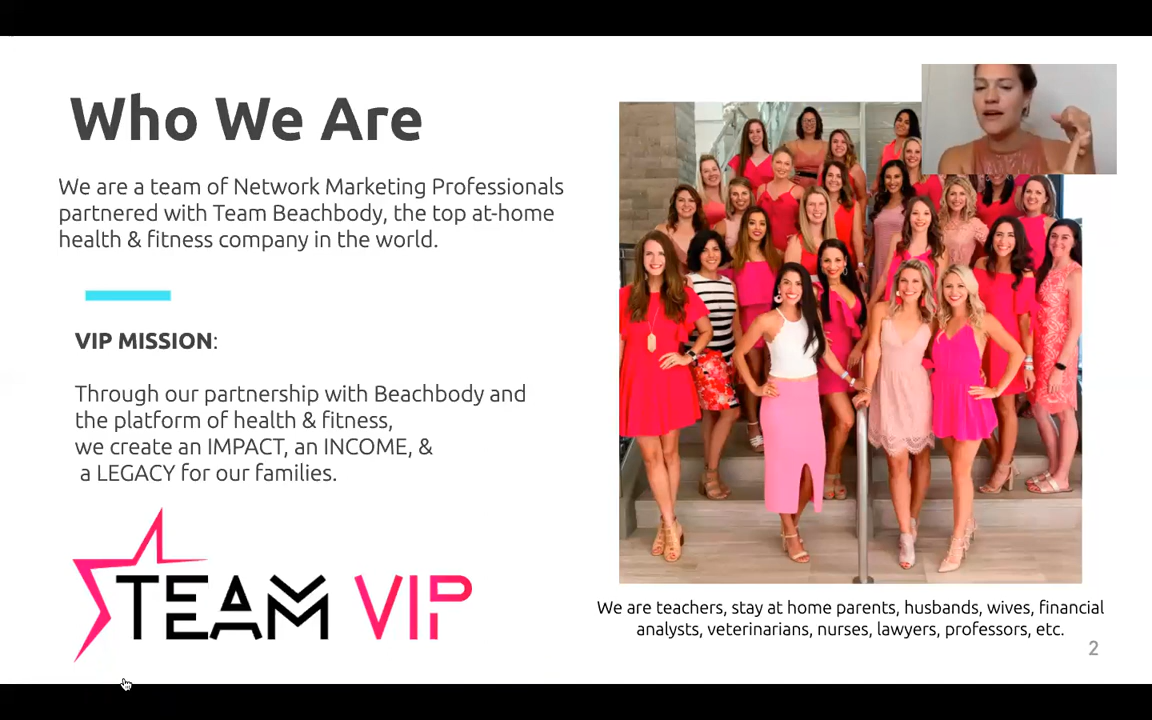 Who We Are
We are a team of Network Marketing Professionals
partnered with Team Beachbody, the top at-home
health & fitness company in the world.
VIP MISSION:
Through our partnership with Beachbody and
the platform of health & fitness,
we create an IMPACT, an INCOME, &
a LEGACY for our families.
TEAM VIP
We are teachers, stay at home parents, husbands, wives, financial
analysts, veterinarians, nurses, lawyers, professors, etc.
2